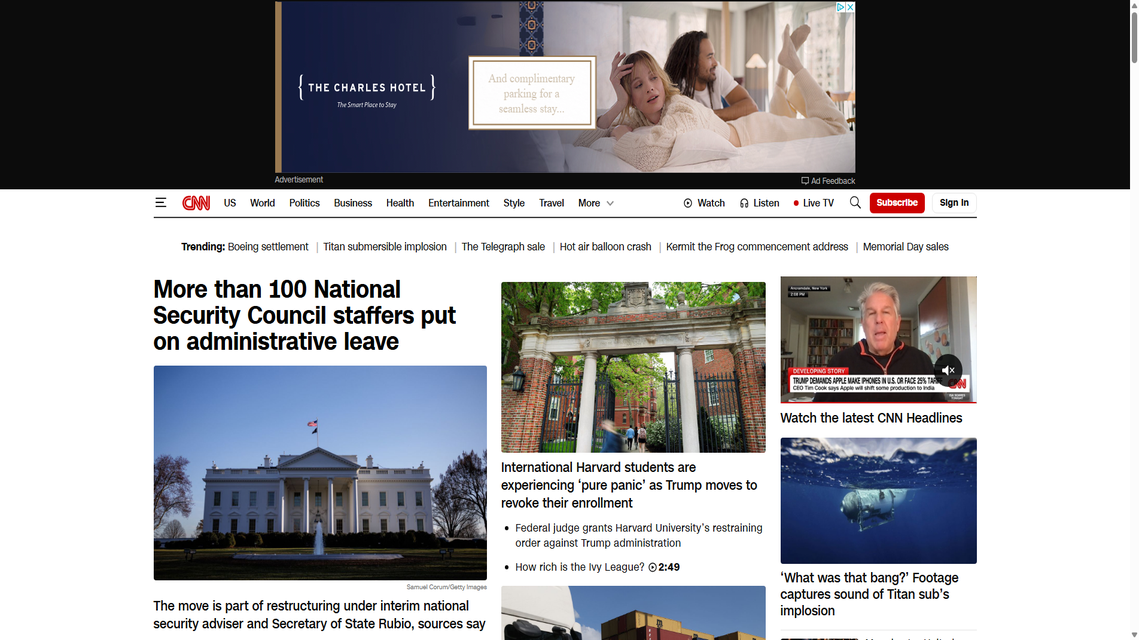 { THE CHARLES HOTEL }
The Smart Place to Stay
And complimentary
parking for a
seamless stay...
Advertisement
Ad Feedback
CNN
US
World
Politics
Business
Health
Entertainment
Style
Travel
More
Watch
Listen
Live TV
Subscribe
Sign In
Trending: Boeing settlement | Titan submersible implosion | The Telegraph sale | Hot air balloon crash | Kermit the Frog commencement address | Memorial Day sales
More than 100 National
Security Council staffers put
on administrative leave
Samuel Corum/Getty Images
The move is part of restructuring under interim national
security adviser and Secretary of State Rubio, sources say
International Harvard students are
experiencing ‘pure panic’ as Trump moves to
revoke their enrollment
• Federal judge grants Harvard University’s restraining
order against Trump administration
• How rich is the Ivy League? 2:49
2:05 PM
DEVELOPING STORY
TRUMP DEMANDS APPLE MAKE IPHONES IN U.S. OR FACE 25% TARIFF
CEO Tim Cook says Apple will shift some production to India
CNN
Watch the latest CNN Headlines
‘What was that bang?’ Footage
captures sound of Titan sub’s
implosion